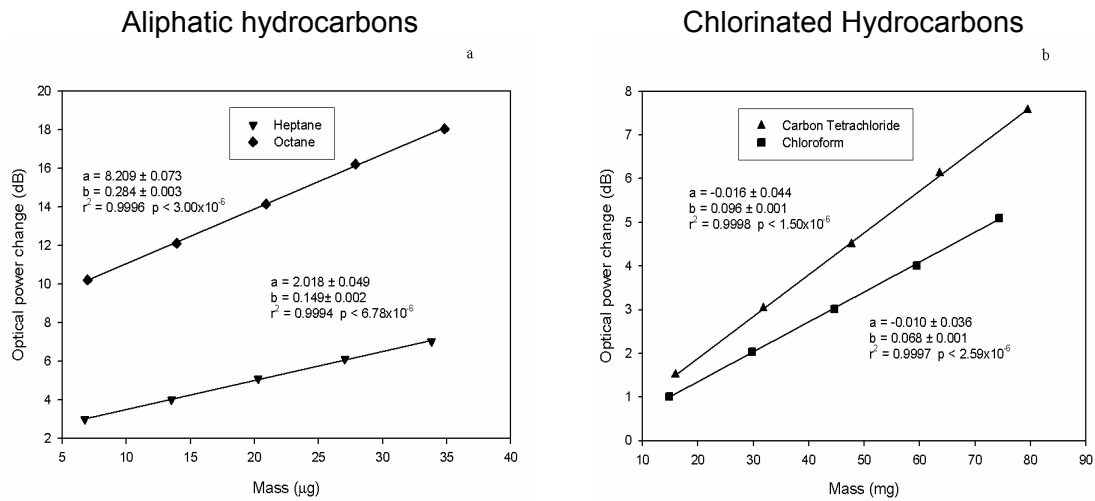 Aliphatic hydrocarbons
a
20
18
16
14
12
10
8
6
4
2
Optical power change (dB)
Heptane
Octane
a = 8.209 ± 0.073
b = 0.284 ± 0.003
r² = 0.9996 p < 3.00x10⁻⁶
a = 2.018 ± 0.049
b = 0.149± 0.002
r² = 0.9994 p < 6.78x10⁻⁶
5 10 15 20 25 30 35 40
Mass (µg)
Chlorinated Hydrocarbons
b
8
7
6
5
4
3
2
1
0
Optical power change (dB)
Carbon Tetrachloride
Chloroform
a = -0.016 ± 0.044
b = 0.096 ± 0.001
r² = 0.9998 p < 1.50x10⁻⁶
a = -0.010 ± 0.036
b = 0.068 ± 0.001
r² = 0.9997 p < 2.59x10⁻⁶
10 20 30 40 50 60 70 80 90
Mass (mg)